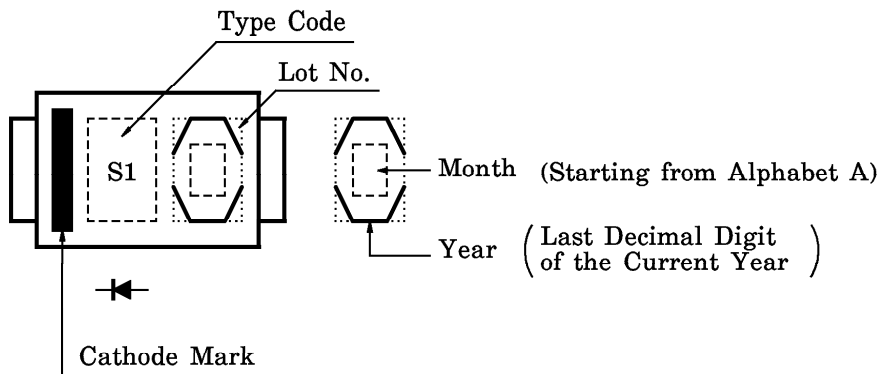 Type Code
Lot No.
S1
Month (Starting from Alphabet A)
Year (Last Decimal Digit
of the Current Year)
Cathode Mark